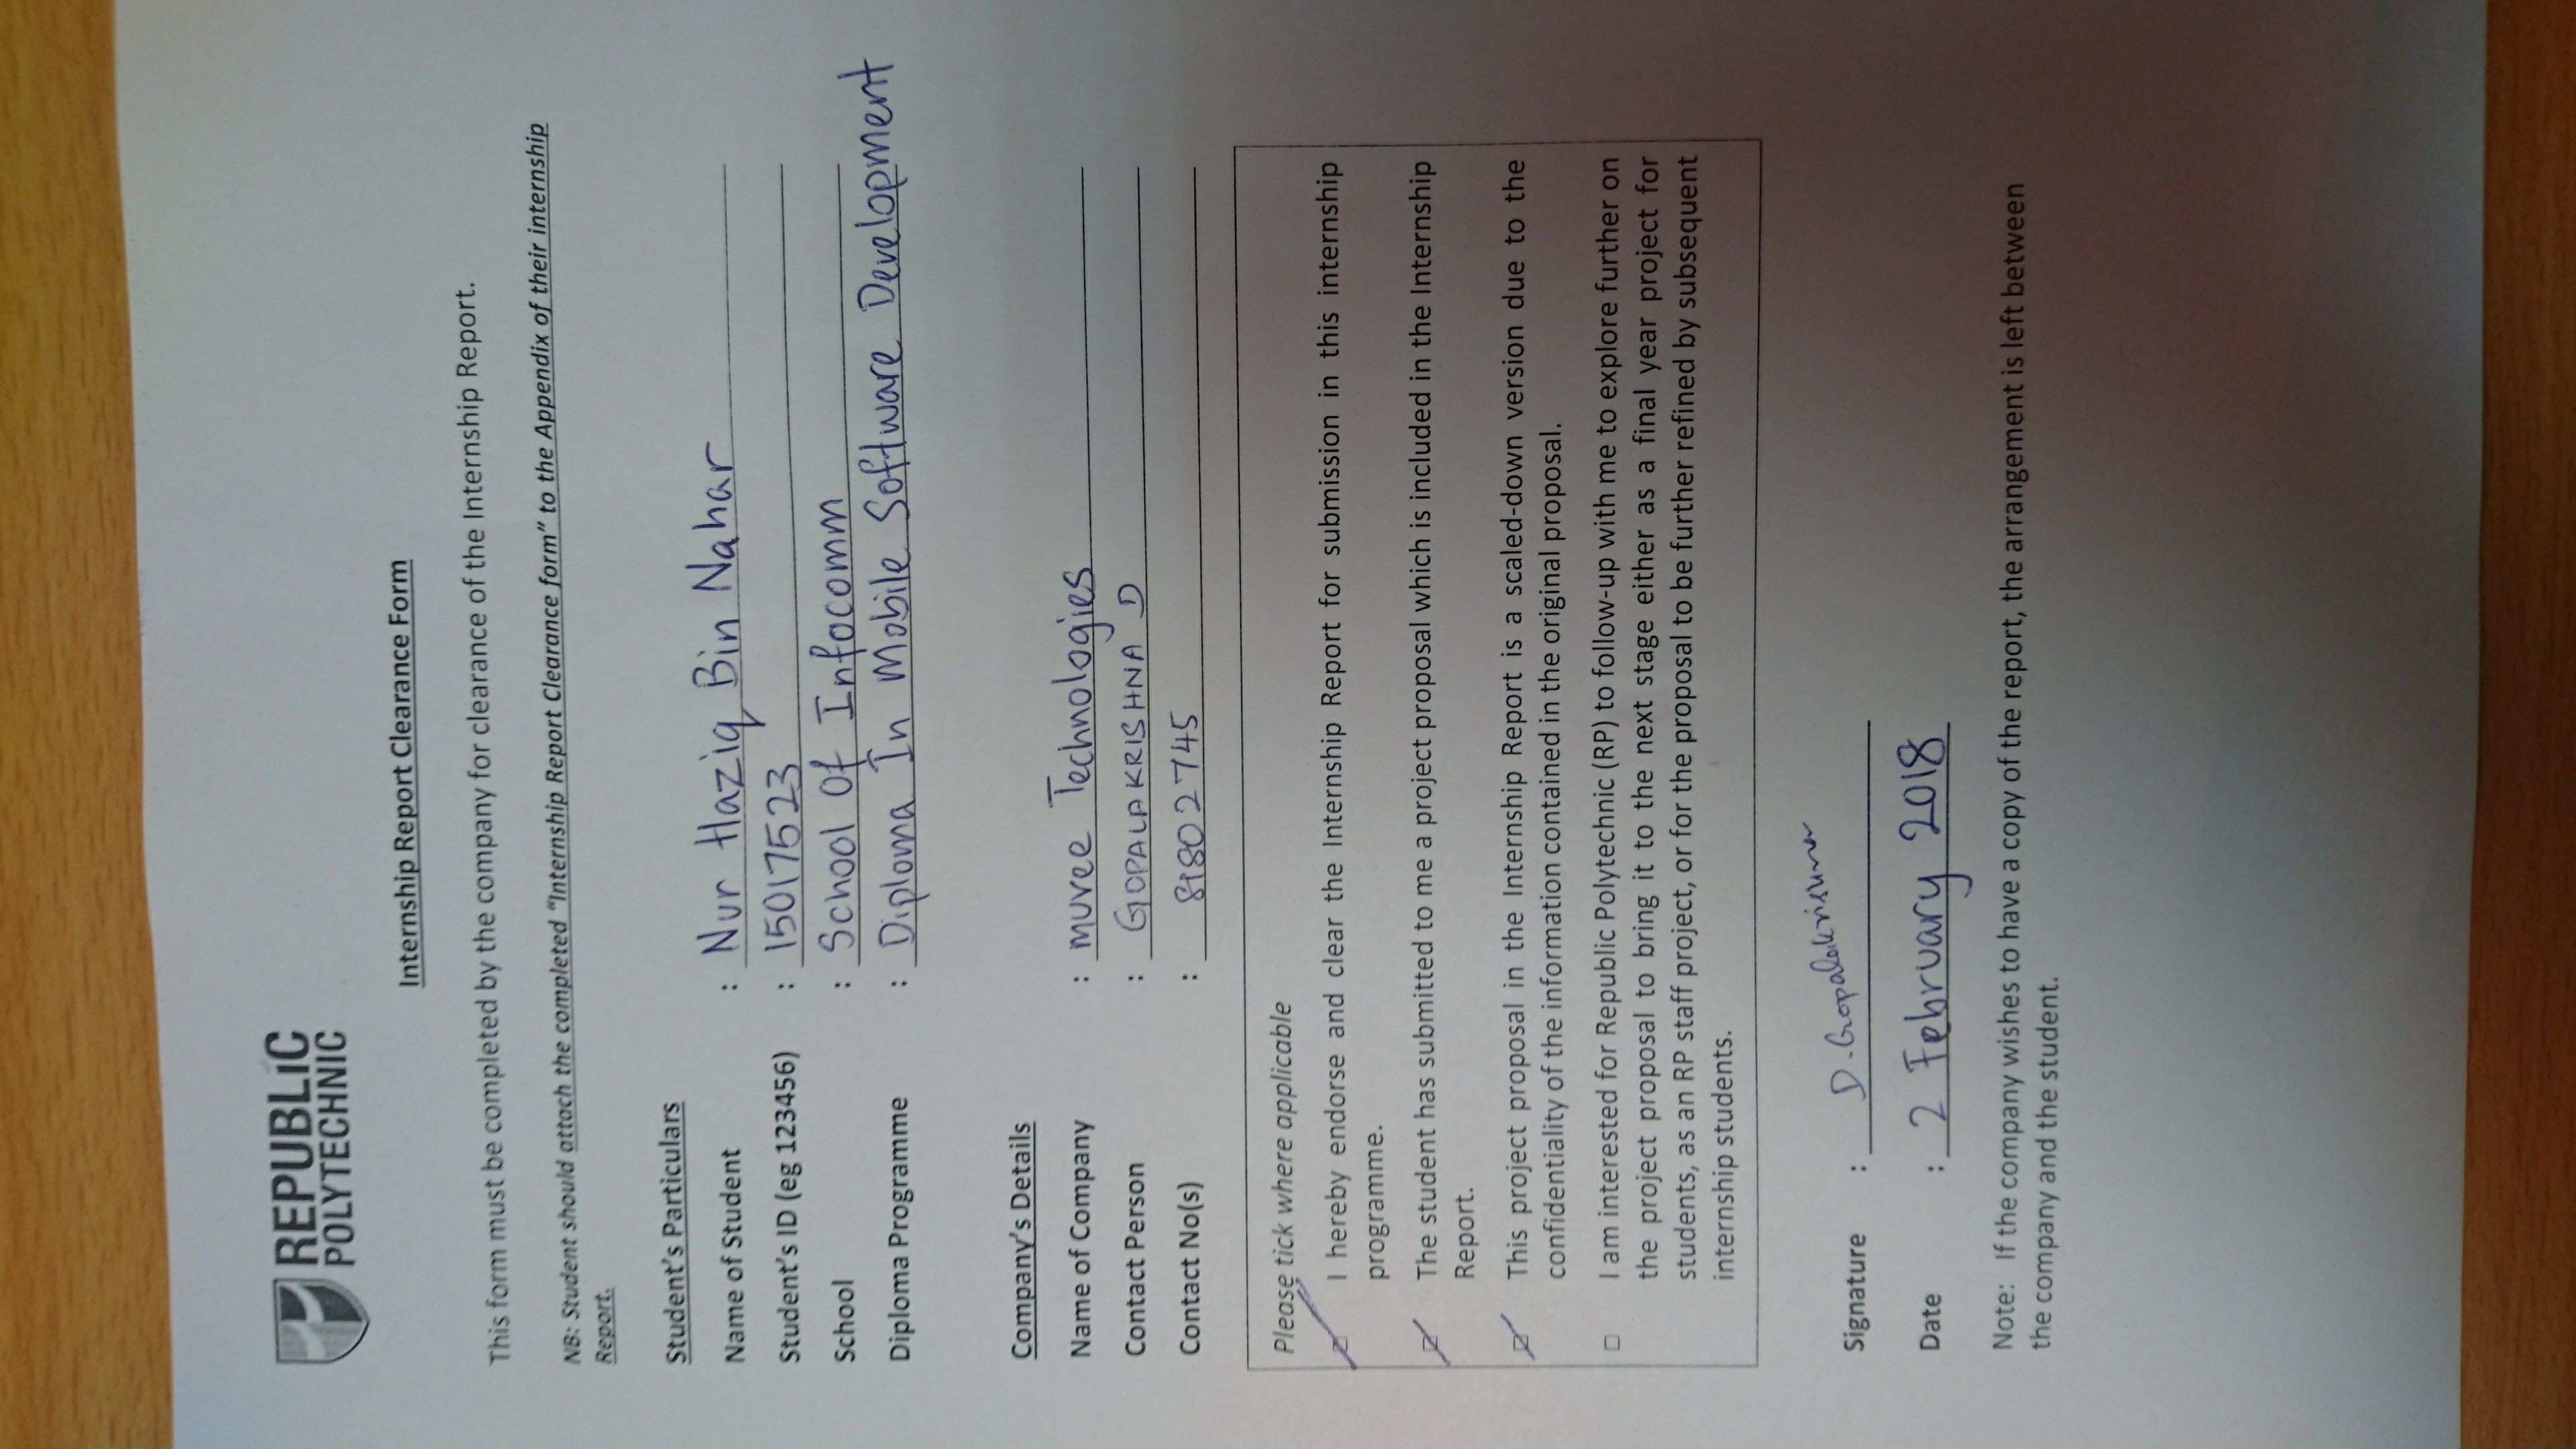 REPUBLIC
POLYTECHNIC
Internship Report Clearance Form
This form must be completed by the company for clearance of the Internship Report.
NB: Student should attach the completed “Internship Report Clearance form” to the Appendix of their internship
Report.
Student's Particulars
Name of Student : Nur Haziq Bin Nahar
Student's ID (eg 123456) : 15017523
School : School Of Infocomm
Diploma Programme : Diploma In Mobile Software Development
Company's Details
Name of Company : muvee Technologies
Contact Person : GOPALAKRISHNA D
Contact No(s) : 81802745
Please tick where applicable
I hereby endorse and clear the Internship Report for submission in this internship
programme.
The student has submitted to me a project proposal which is included in the Internship
Report.
This project proposal in the Internship Report is a scaled-down version due to the
confidentiality of the information contained in the original proposal.
I am interested for Republic Polytechnic (RP) to follow-up with me to explore further on
the project proposal to bring it to the next stage either as a final year project for
students, as an RP staff project, or for the proposal to be further refined by subsequent
internship students.
Signature : D. Gopalakrishna
Date : 2 February 2018
Note: If the company wishes to have a copy of the report, the arrangement is left between
the company and the student.